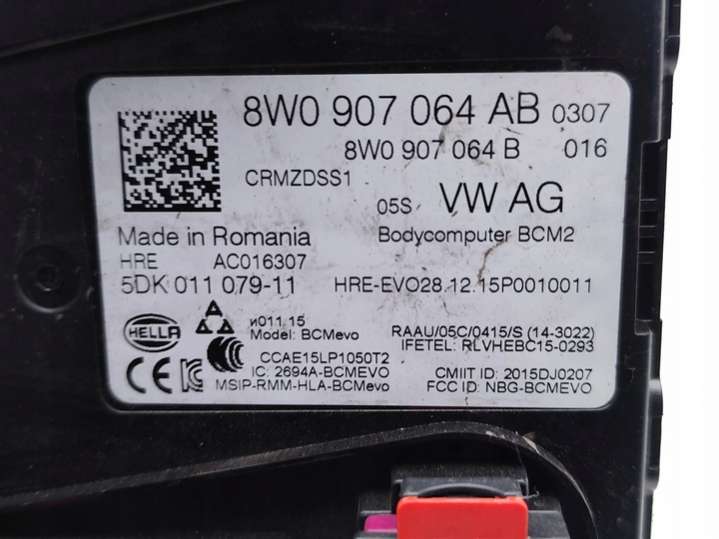 8W0 907 064 AB 0307
8W0 907 064 B 016
CRMZDSS1
05S VW AG
Made in Romania Bodycomputer BCM2
HRE AC016307
5DK 011 079-11 HRE-EVO28.12.15P0010011
HELLA и011.15
Model: BCMevo RAAU/05C/0415/S (14-3022)
CCAE15LP1050T2 IFETEL: RLVHEBC15-0293
CE IC: 2694A-BCMEVO CMIIT ID: 2015DJ0207
MSIP-RMM-HLA-BCMevo FCC ID: NBG-BCMEVO